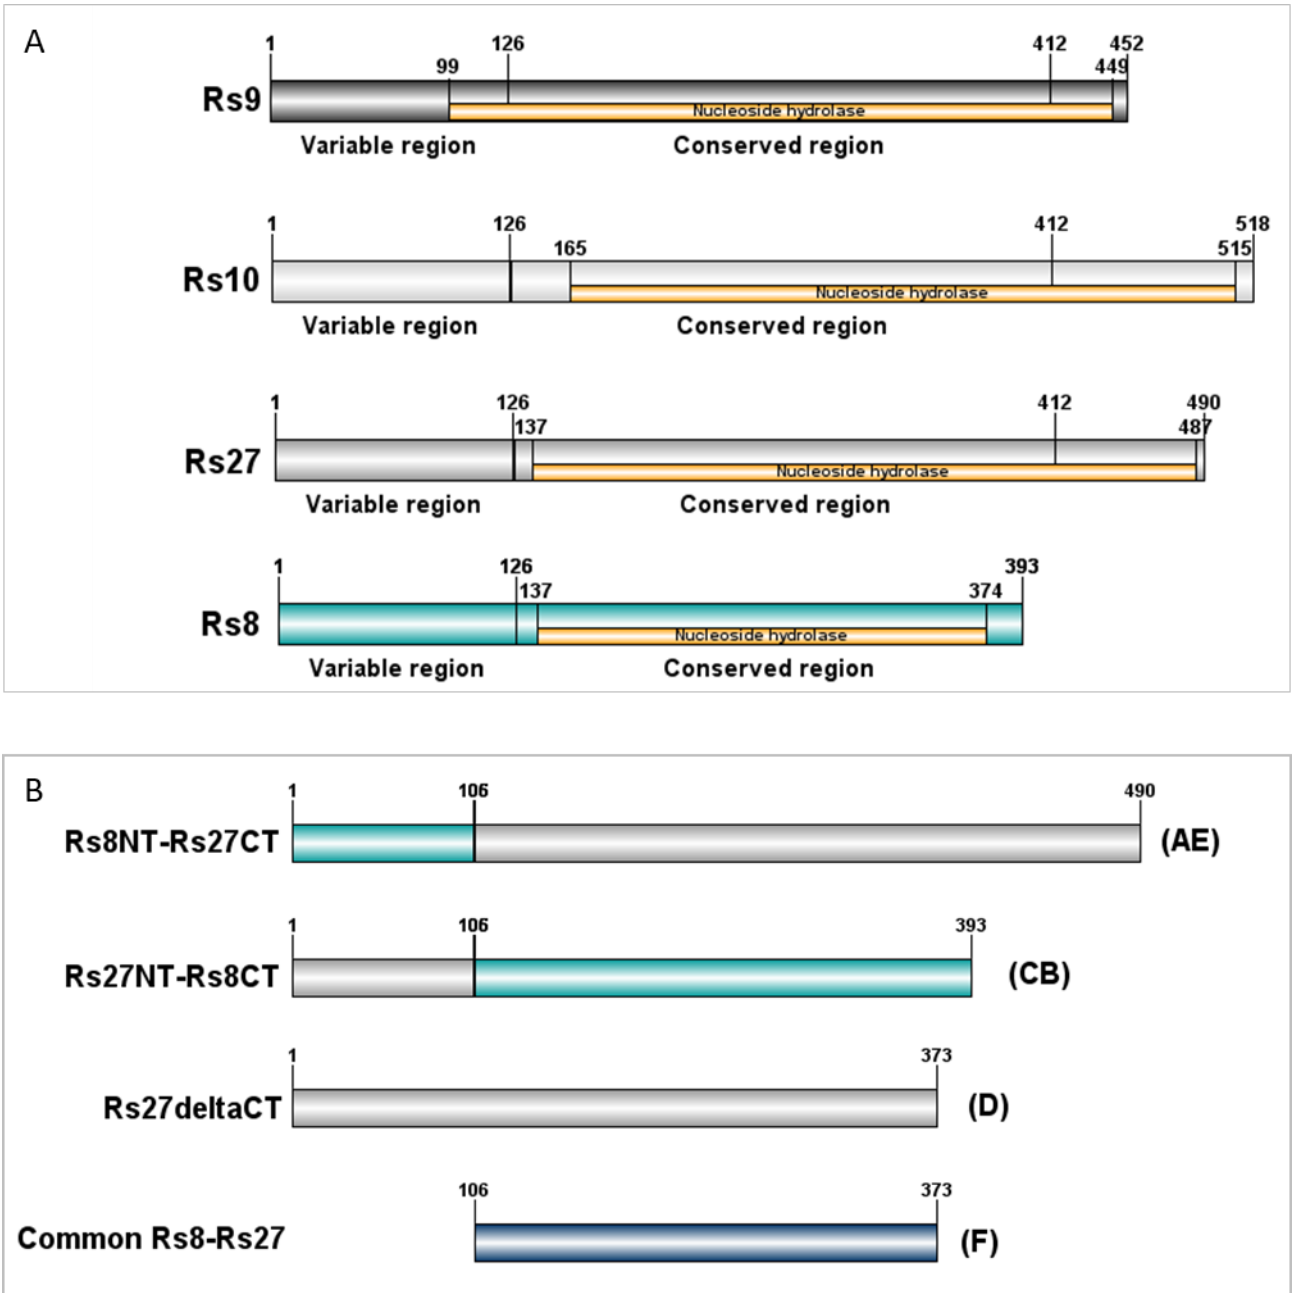 A
1 126 412 452
99 449
Rs9
Nucleoside hydrolase
Variable region Conserved region
1 126 412 518
165 515
Rs10
Nucleoside hydrolase
Variable region Conserved region
1 126 412 490
137 487
Rs27
Nucleoside hydrolase
Variable region Conserved region
1 126 393
137 374
Rs8
Nucleoside hydrolase
Variable region Conserved region
B
1 106 490
Rs8NT-Rs27CT (AE)
1 106 393
Rs27NT-Rs8CT (CB)
1 373
Rs27deltaCT (D)
106 373
Common Rs8-Rs27 (F)